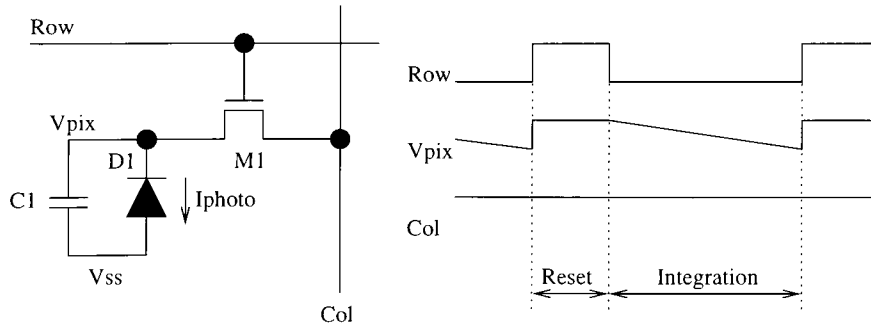 Row
Vpix
D1
M1
C1
Iphoto
Vss
Col
Row
Vpix
Col
Reset
Integration